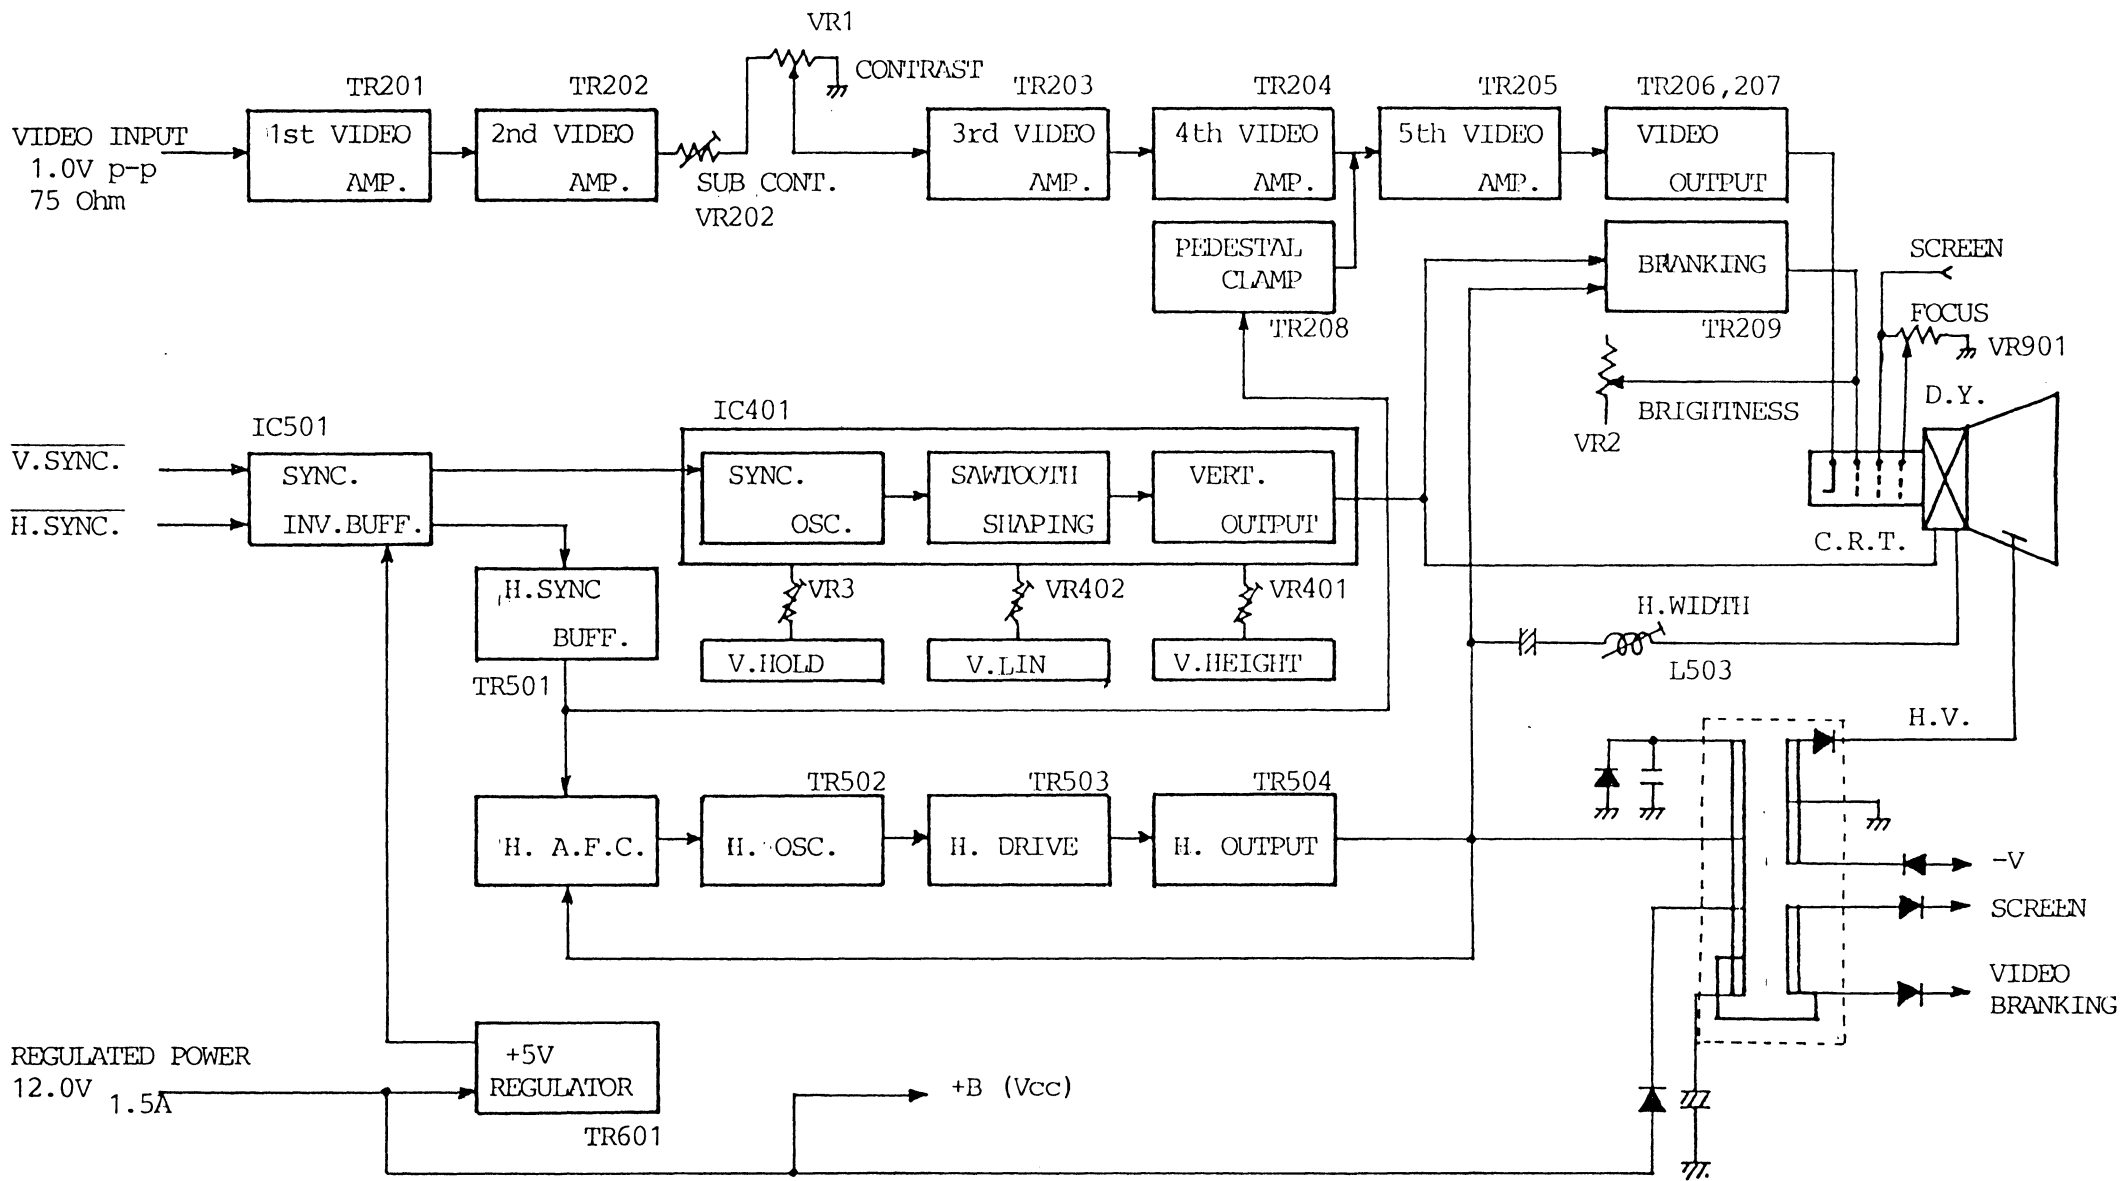 VR1
CONTRAST
TR201
TR202
TR203
TR204
TR205
TR206,207
VIDEO INPUT
1.0V p-p
75 Ohm
1st VIDEO
AMP.
2nd VIDEO
AMP.
SUB CONT.
VR202
3rd VIDEO
AMP.
4th VIDEO
AMP.
5th VIDEO
AMP.
VIDEO
OUTPUT
PEDESTAL
CLAMP
TR208
BRANKING
TR209
SCREEN
FOCUS
VR901
BRIGHTNESS
VR2
D.Y.
C.R.T.
IC501
IC401
V.SYNC.
H.SYNC.
SYNC.
INV.BUFF.
SYNC.
OSC.
SAWTOOTH
SHAPING
VERT.
OUTPUT
H.SYNC
BUFF.
TR501
VR3
VR402
VR401
V.HOLD
V.LIN
V.HEIGHT
H.WIDTH
L503
H.V.
TR502
TR503
TR504
H. A.F.C.
H. OSC.
H. DRIVE
H. OUTPUT
-V
SCREEN
VIDEO
BRANKING
REGULATED POWER
12.0V
1.5A
+5V
REGULATOR
TR601
+B (Vcc)